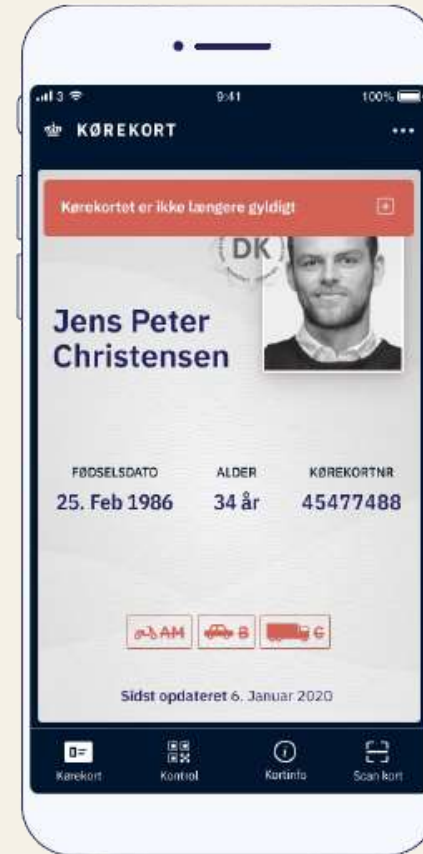 3 9:41 100%
KØREKORT
Kørekortet er ikke længere gyldigt
DK
Jens Peter
Christensen
FØDSELSDATO ALDER KØREKORTNR
25. Feb 1986 34 år 45477488
AM B C
Sidst opdateret 6. Januar 2020
Kørekort Kontrol Kortinfo Scan kort